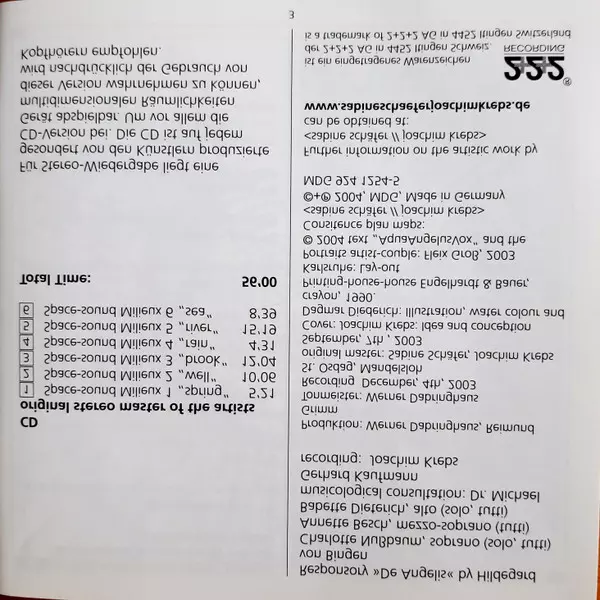 CD
original stereo master of the artists
1 Space-sound Milieux 1 „spring" 5'21
2 Space-sound Milieux 2 „well" 10'06
3 Space-sound Milieux 3 „brook" 12'04
4 Space-sound Milieux 4 „rain" 4'31
5 Space-sound Milieux 5 „river" 15'19
6 Space-sound Milieux 6 „sea" 8'39
Total Time: 56'00
Für Stereo-Wiedergabe liegt eine
gesondert von den Künstlern produzierte
CD-Version bei. Die CD ist auf jedem
Gerät abspielbar. Um vor allem die
multidimensionalen Räumlichkeiten
dieser Version wahrnehmen zu können,
wird nachdrücklich der Gebrauch von
Kopfhörern empfohlen.
Responsory »De Angelis« by Hildegard
von Bingen
Charlotte Nußbaum, soprano (solo, tutti)
Annette Besch, mezzo-soprano (tutti)
Babette Dieterich, alto (solo, tutti)
musicological consultation: Dr. Michael
Gerhard Kaufmann
recording: Joachim Krebs
Produktion: Werner Dabringhaus, Reimund
Grimm
Tonmeister: Werner Dabringhaus
Recording December, 4th, 2003
St. Osdag, Mandelsloh
original master: Sabine Schäfer, Joachim Krebs
September, 7th , 2003
Cover: Joachim Krebs: Idea and conception
Dagmar Diederich: Illustration, water colour and
crayon, 1990.
Printing-house-house Engelhardt & Bauer,
Karlsruhe: Lay-out
Portraits artist-couple: Fleix Groß, 2003
© 2004 text „AquaAngelusVox" and the
Consitence plan maps:
<sabine schäfer // joachim krebs>
©+℗ 2004, MDG, Made in Germany
MDG 924 1254-5
Further information on the artistic work by
<sabine schäfer // joachim krebs>
can be obtained at:
www.sabineschaeferjoachimkrebs.de
2+2+2®
RECORDING
ist ein eingetragenes Warenzeichen
der 2+2+2 AG in 4452 Itingen Schweiz.
is a trademark of 2+2+2 AG in 4452 Itingen Switzerland
3